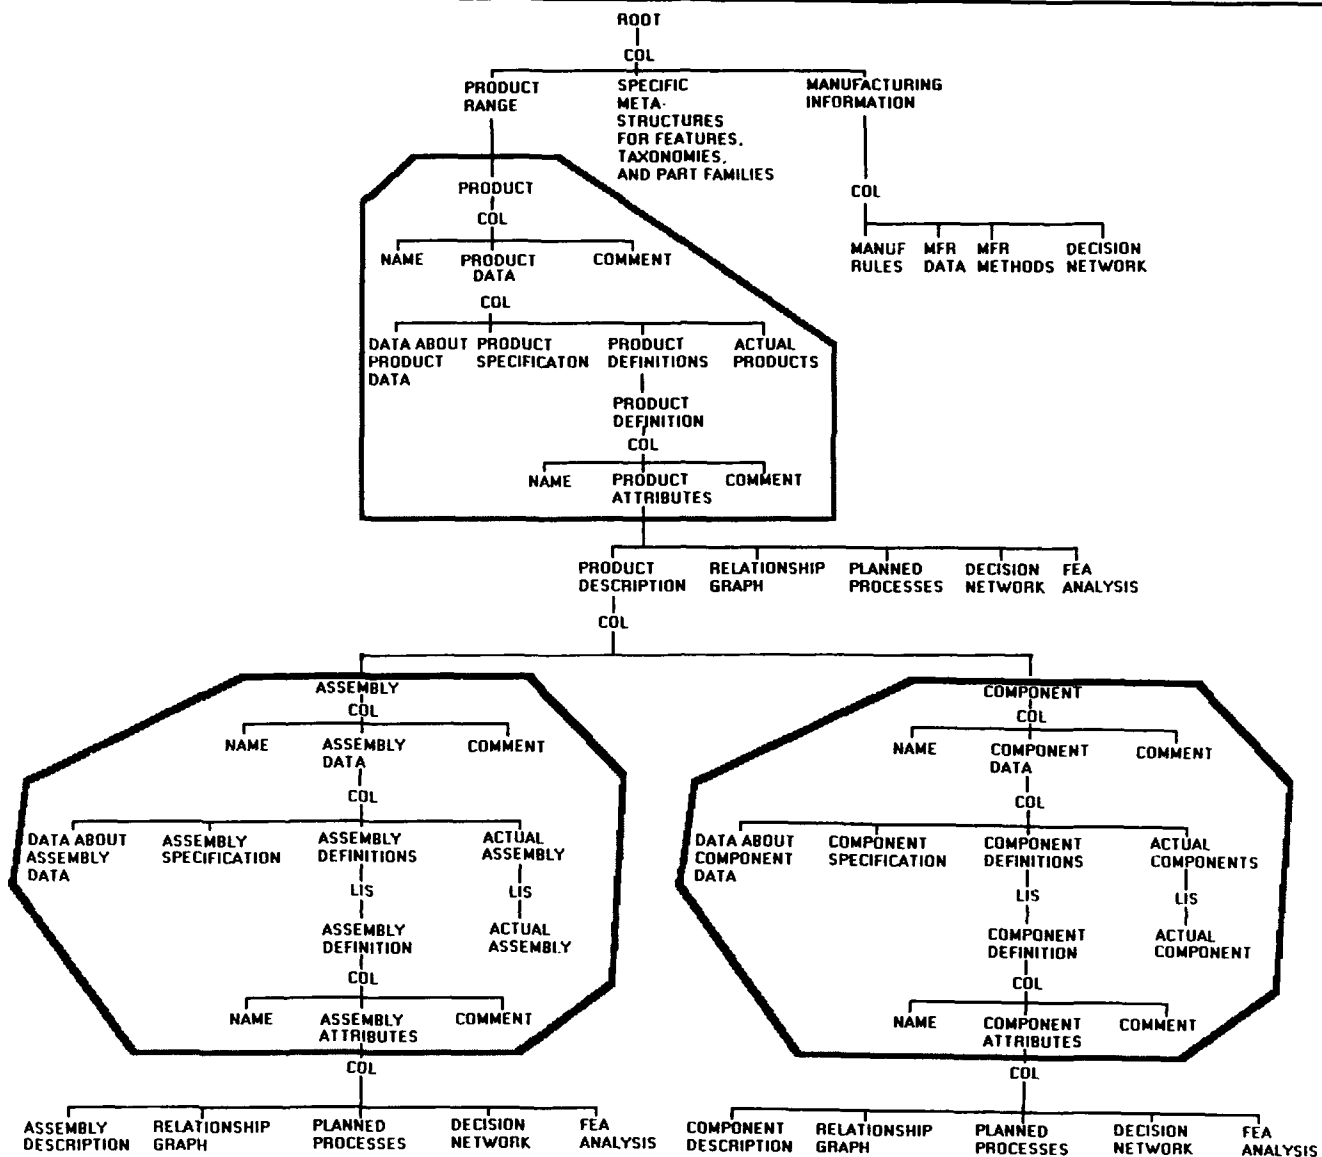 ROOT
COL
PRODUCT
RANGE
SPECIFIC
META-
STRUCTURES
FOR FEATURES,
TAXONOMIES,
AND PART FAMILIES
MANUFACTURING
INFORMATION
COL
MANUF
RULES
MFR
DATA
MFR
METHODS
DECISION
NETWORK
PRODUCT
COL
NAME
PRODUCT
DATA
COMMENT
COL
DATA ABOUT
PRODUCT
DATA
PRODUCT
SPECIFICATON
PRODUCT
DEFINITIONS
ACTUAL
PRODUCTS
PRODUCT
DEFINITION
COL
NAME
PRODUCT
ATTRIBUTES
COMMENT
PRODUCT
DESCRIPTION
RELATIONSHIP
GRAPH
PLANNED
PROCESSES
DECISION
NETWORK
FEA
ANALYSIS
COL
ASSEMBLY
COL
NAME
ASSEMBLY
DATA
COMMENT
COL
DATA ABOUT
ASSEMBLY
DATA
ASSEMBLY
SPECIFICATION
ASSEMBLY
DEFINITIONS
ACTUAL
ASSEMBLY
LIS
LIS
ASSEMBLY
DEFINITION
ACTUAL
ASSEMBLY
COL
NAME
ASSEMBLY
ATTRIBUTES
COMMENT
COL
ASSEMBLY
DESCRIPTION
RELATIONSHIP
GRAPH
PLANNED
PROCESSES
DECISION
NETWORK
FEA
ANALYSIS
COMPONENT
COL
NAME
COMPONENT
DATA
COMMENT
COL
DATA ABOUT
COMPONENT
DATA
COMPONENT
SPECIFICATION
COMPONENT
DEFINITIONS
ACTUAL
COMPONENTS
LIS
LIS
COMPONENT
DEFINITION
ACTUAL
COMPONENT
COL
NAME
COMPONENT
ATTRIBUTES
COMMENT
COL
COMPONENT
DESCRIPTION
RELATIONSHIP
GRAPH
PLANNED
PROCESSES
DECISION
NETWORK
FEA
ANALYSIS